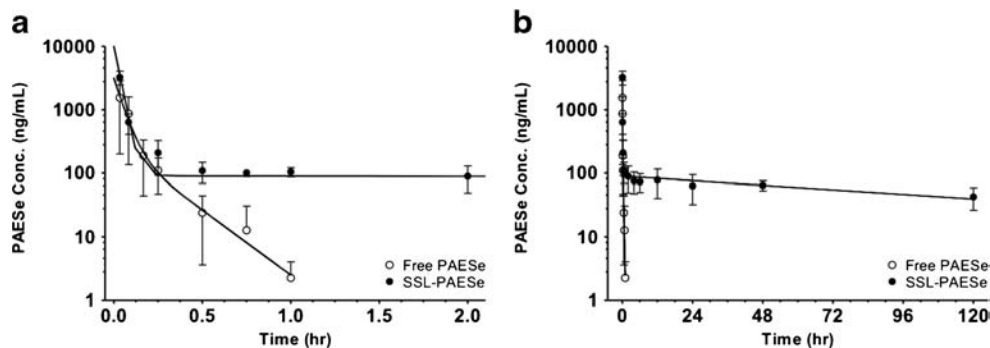 a
PAESe Conc. (ng/mL)
10000
1000
100
10
1
0.0
0.5
1.0
1.5
2.0
Time (hr)
Free PAESe
SSL-PAESe
b
PAESe Conc. (ng/mL)
10000
1000
100
10
1
0
24
48
72
96
120
Time (hr)
Free PAESe
SSL-PAESe